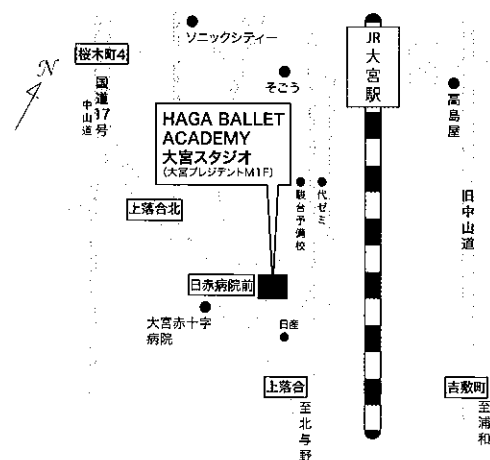 ソニックシティー
JR
大宮駅
桜木町4
N
国道17号
中山道
そごう
高島屋
HAGA BALLET
ACADEMY
大宮スタジオ
(大宮プレジデントM1F)
駿台予備校
代ゼミ
旧中山道
上落合北
日赤病院前
大宮赤十字
病院
日産
上落合
至北与野
吉敷町
至浦和